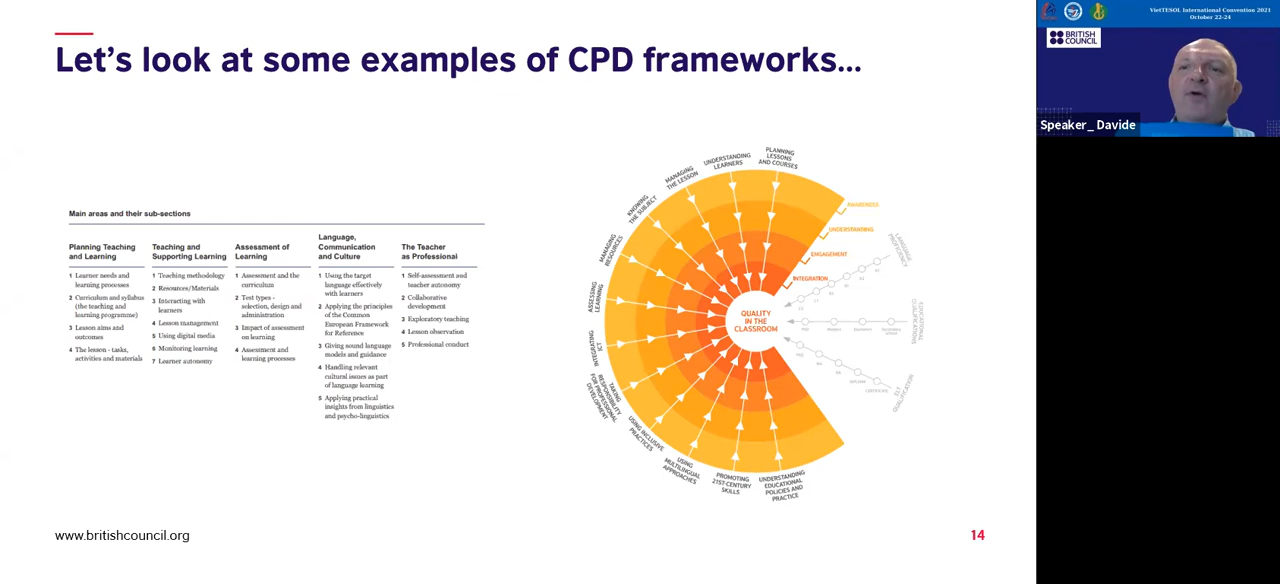 Let's look at some examples of CPD frameworks...
Main areas and their sub-sections
Planning Teaching
and Learning
1 Learner needs and
learning processes
2 Curriculum and syllabus
(the teaching and
learning programme)
3 Lesson aims and
outcomes
4 The lesson - tasks,
activities and materials
Teaching and
Supporting Learning
1 Teaching methodology
2 Resources/Materials
3 Interacting with
learners
4 Lesson management
5 Using digital media
6 Monitoring learning
7 Learner autonomy
Assessment of
Learning
1 Assessment and the
curriculum
2 Test types -
selection, design and
administration
3 Impact of assessment
on learning
4 Assessment and
learning processes
Language,
Communication
and Culture
1 Using the target
language effectively
with learners
2 Applying the principles
of the Common
European Framework
for Reference
3 Giving sound language
models and guidance
4 Handling relevant
cultural issues as part
of language learning
5 Applying practical
insights from linguistics
and psycho-linguistics
The Teacher
as Professional
1 Self-assessment and
teacher autonomy
2 Collaborative
development
3 Exploratory teaching
4 Lesson observation
5 Professional conduct
PLANNING
LESSONS
AND COURSES
UNDERSTANDING
LEARNERS
MANAGING
THE LESSON
KNOWING
THE SUBJECT
MANAGING
RESOURCES
ASSESSING
LEARNING
INTEGRATING
ICT
TAKING
RESPONSIBILITY
FOR PROFESSIONAL
DEVELOPMENT
USING INCLUSIVE
PRACTICES
USING
MULTILINGUAL
APPROACHES
PROMOTING
21ST-CENTURY
SKILLS
UNDERSTANDING
EDUCATIONAL
POLICIES AND
PRACTICE
AWARENESS
UNDERSTANDING
ENGAGEMENT
INTEGRATION
QUALITY
IN THE
CLASSROOM
LANGUAGE
PROFICIENCY
EDUCATIONAL
QUALIFICATIONS
DIPLOMA
CERTIFICATE
www.britishcouncil.org
14
VietTESOL International Convention 2021
October 22-24
BRITISH
COUNCIL
Speaker_ Davide